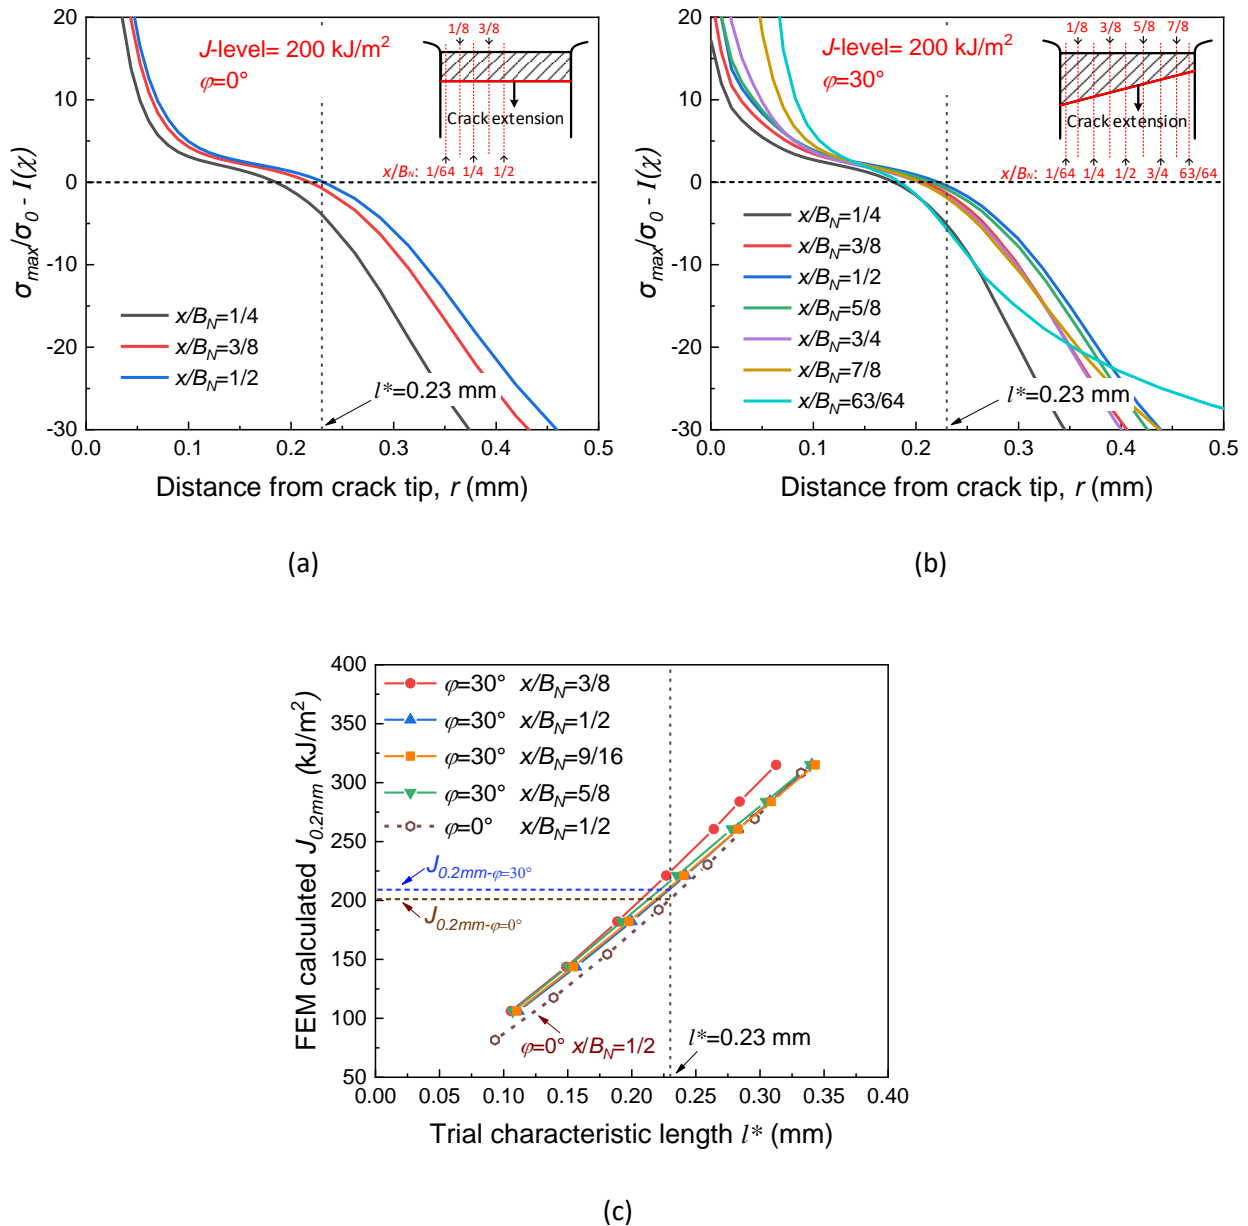 20
10
0
-10
-20
-30
σmax/σ0 - I(χ)
J-level= 200 kJ/m²
φ=0°
1/8 3/8
Crack extension
x/BN: 1/64 1/4 1/2
x/BN=1/4
x/BN=3/8
x/BN=1/2
l*=0.23 mm
0.0 0.1 0.2 0.3 0.4 0.5
Distance from crack tip, r (mm)
(a)
20
10
0
-10
-20
-30
σmax/σ0 - I(χ)
J-level= 200 kJ/m²
φ=30°
1/8 3/8 5/8 7/8
Crack extension
x/BN: 1/64 1/4 1/2 3/4 63/64
x/BN=1/4
x/BN=3/8
x/BN=1/2
x/BN=5/8
x/BN=3/4
x/BN=7/8
x/BN=63/64
l*=0.23 mm
0.0 0.1 0.2 0.3 0.4 0.5
Distance from crack tip, r (mm)
(b)
400
350
300
250
200
150
100
50
FEM calculated J0.2mm (kJ/m²)
φ=30° x/BN=3/8
φ=30° x/BN=1/2
φ=30° x/BN=9/16
φ=30° x/BN=5/8
φ=0° x/BN=1/2
J0.2mm-φ=30°
J0.2mm-φ=0°
φ=0° x/BN=1/2
l*=0.23 mm
0.00 0.05 0.10 0.15 0.20 0.25 0.30 0.35 0.40
Trial characteristic length l* (mm)
(c)